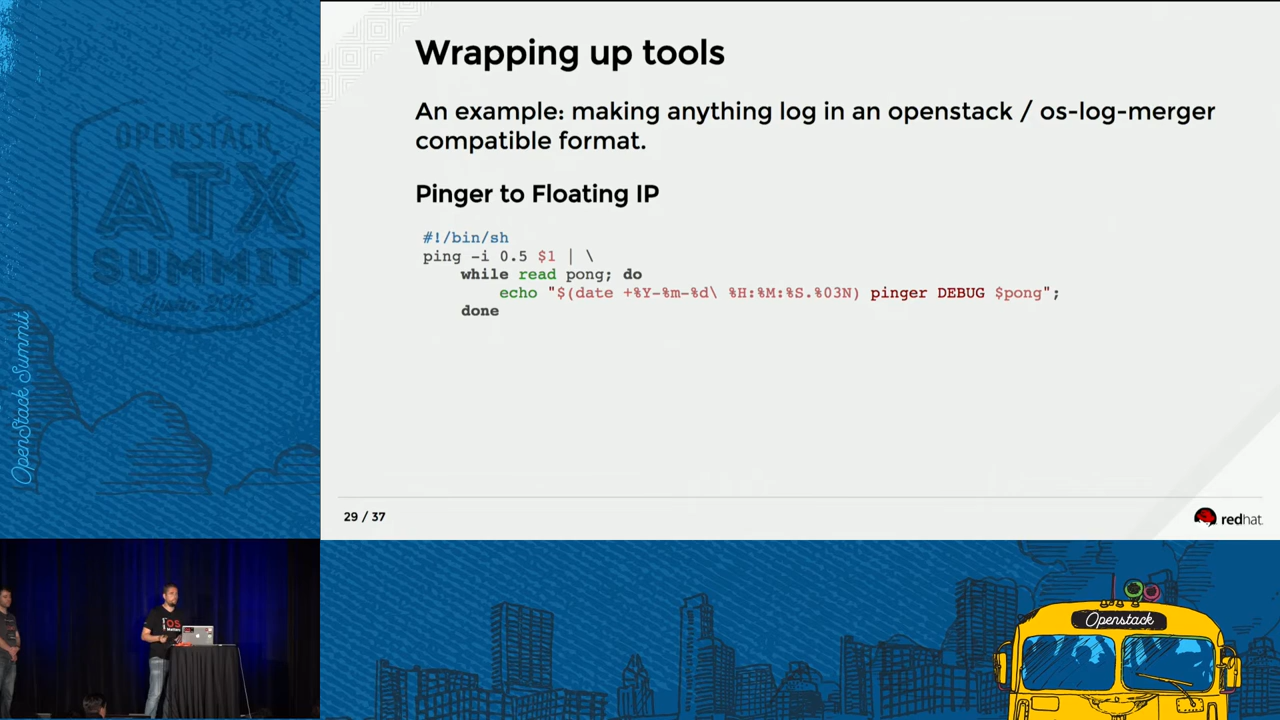 Wrapping up tools
An example: making anything log in an openstack / os-log-merger
compatible format.
Pinger to Floating IP
#!/bin/sh
ping -i 0.5 $1 | \
while read pong; do
echo "$(date +%Y-%m-%d\ %H:%M:%S.%03N) pinger DEBUG $pong";
done
29 / 37
redhat.
OPENSTACK
ATX
SUMMIT
OpenStack Summit
OS
Matters
Openstack